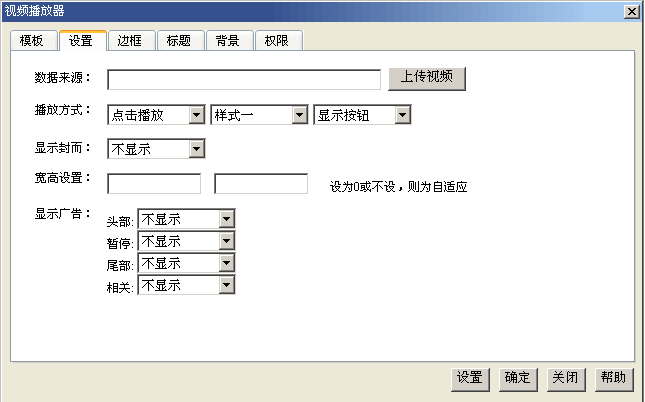 视频播放器
模板 设置 边框 标题 背景 权限
数据来源： 上传视频
播放方式： 点击播放 样式一 显示按钮
显示封面： 不显示
宽高设置： 设为0或不设，则为自适应
显示广告： 头部: 不显示
暂停: 不显示
尾部: 不显示
相关: 不显示
设置 确定 关闭 帮助